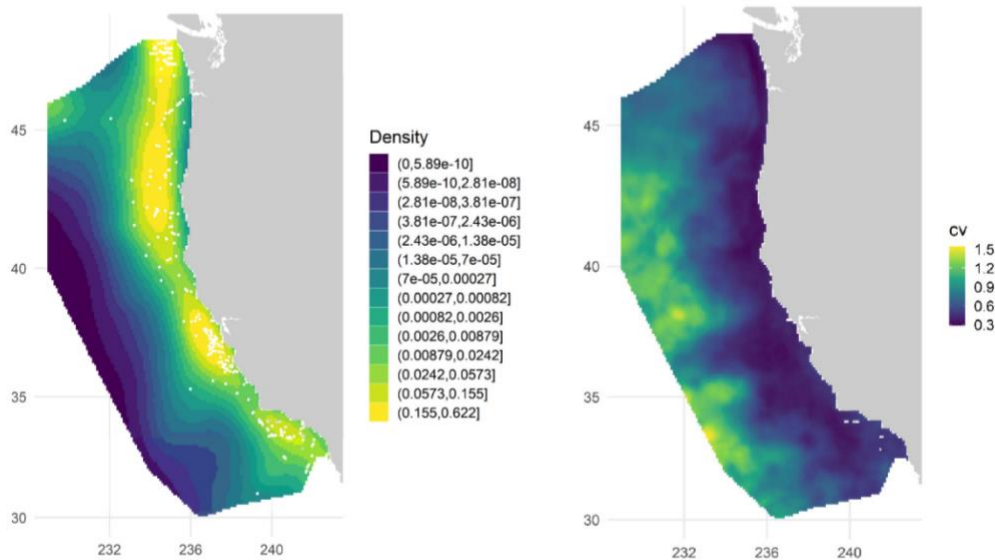 45
40
35
30
232
236
240
Density
(0,5.89e-10]
(5.89e-10,2.81e-08]
(2.81e-08,3.81e-07]
(3.81e-07,2.43e-06]
(2.43e-06,1.38e-05]
(1.38e-05,7e-05]
(7e-05,0.00027]
(0.00027,0.00082]
(0.00082,0.0026]
(0.0026,0.00879]
(0.00879,0.0242]
(0.0242,0.0573]
(0.0573,0.155]
(0.155,0.622]
45
40
35
30
232
236
240
cv
1.5
1.2
0.9
0.6
0.3